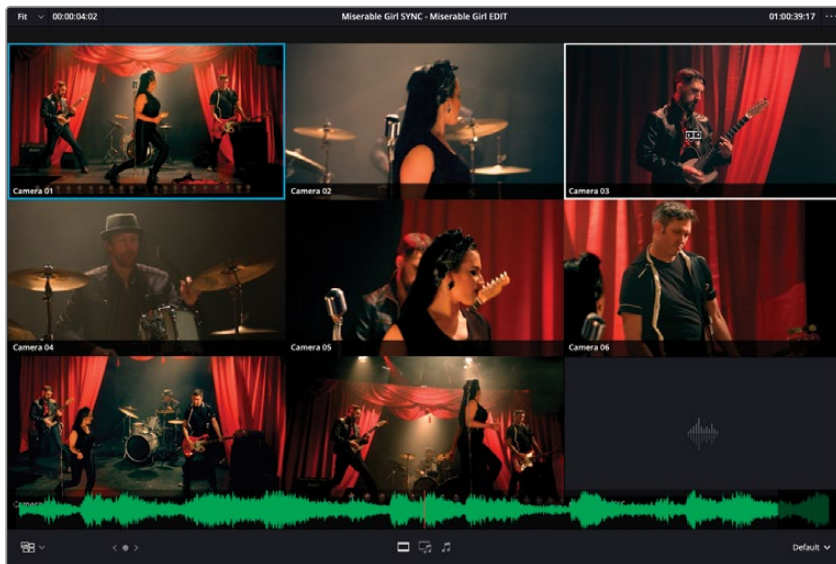 Fit 00:00:04:02 Miserable Girl SYNC - Miserable Girl EDIT 01:00:39:17
Camera 01 Camera 02 Camera 03
Camera 04 Camera 05 Camera 06
Default